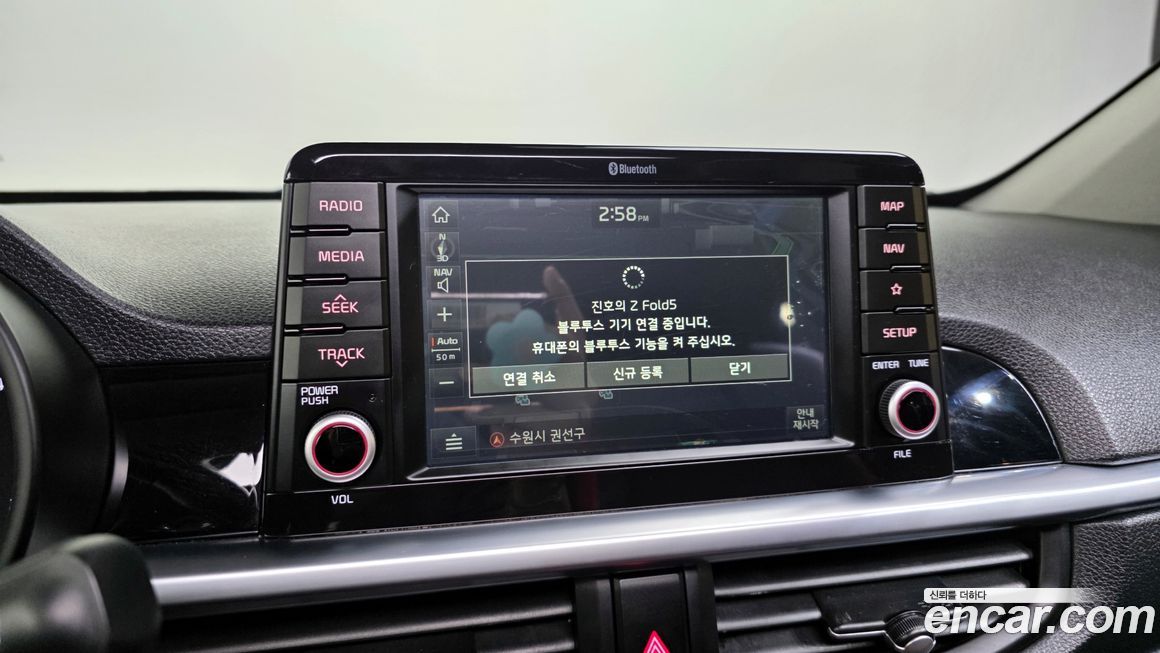 Bluetooth
RADIO
MEDIA
SEEK
TRACK
POWER
PUSH
VOL
2:58 PM
N
3D
NAV
+
Auto
50 m
−
진호의 Z Fold5
블루투스 기기 연결 중입니다.
휴대폰의 블루투스 기능을 켜 주십시오.
연결 취소
신규 등록
닫기
수원시 권선구
안내
재시작
MAP
NAV
SETUP
ENTER TUNE
FILE
신뢰를 더하다
encar.com